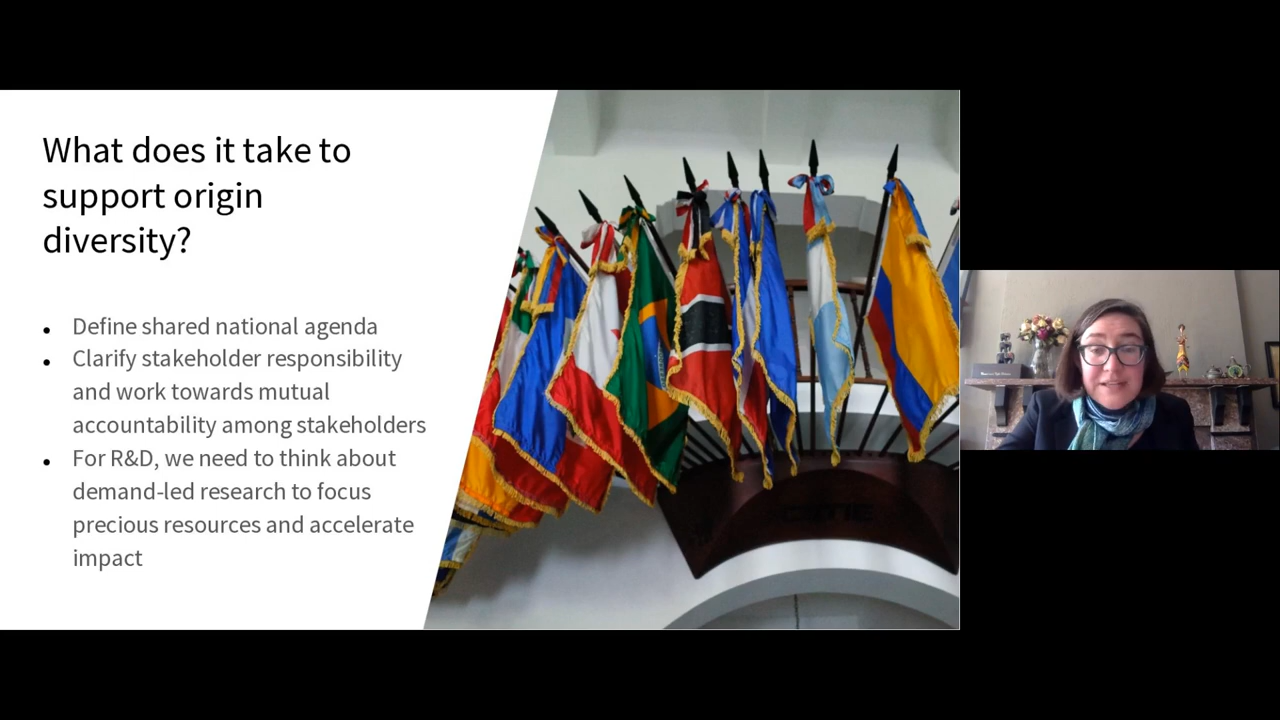 What does it take to
support origin
diversity?
• Define shared national agenda
• Clarify stakeholder responsibility
and work towards mutual
accountability among stakeholders
• For R&D, we need to think about
demand-led research to focus
precious resources and accelerate
impact